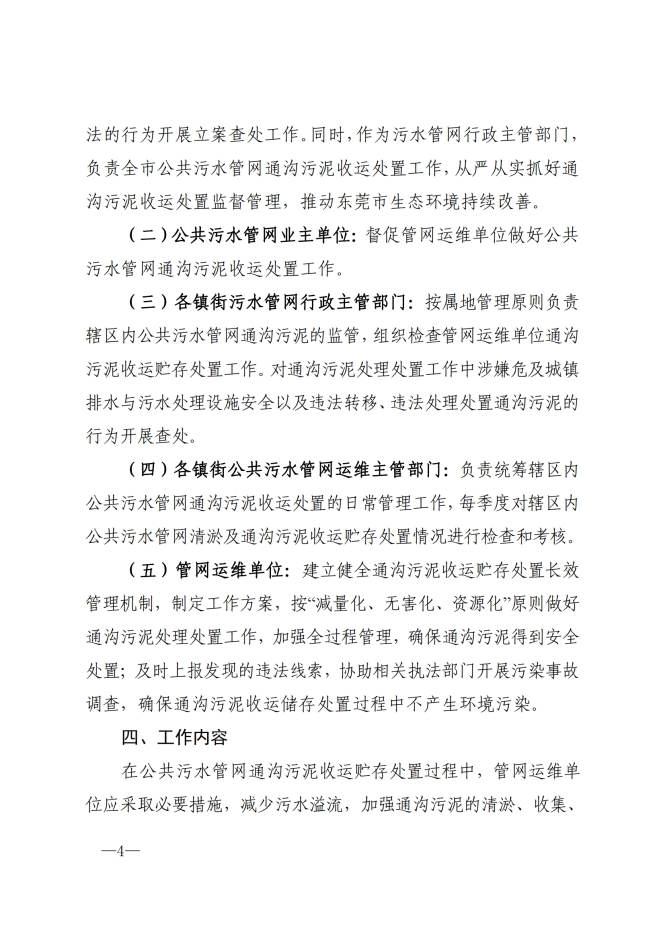 法的行为开展立案查处工作。同时，作为污水管网行政主管部门，
负责全市公共污水管网通沟污泥收运处置工作，从严从实抓好通
沟污泥收运处置监督管理，推动东莞市生态环境持续改善。
（二）公共污水管网业主单位：督促管网运维单位做好公共
污水管网通沟污泥收运处置工作。
（三）各镇街污水管网行政主管部门：按属地管理原则负责
辖区内公共污水管网通沟污泥的监管，组织检查管网运维单位通沟
污泥收运贮存处置工作。对通沟污泥处理处置工作中涉嫌危及城镇
排水与污水处理设施安全以及违法转移、违法处理处置通沟污泥的
行为开展查处。
（四）各镇街公共污水管网运维主管部门：负责统筹辖区内
公共污水管网通沟污泥收运处置的日常管理工作，每季度对辖区内
公共污水管网清淤及通沟污泥收运贮存处置情况进行检查和考核。
（五）管网运维单位：建立健全通沟污泥收运贮存处置长效
管理机制，制定工作方案，按“减量化、无害化、资源化”原则做好
通沟污泥处理处置工作，加强全过程管理，确保通沟污泥得到安全
处置；及时上报发现的违法线索，协助相关执法部门开展污染事故
调查，确保通沟污泥收运储存处置过程中不产生环境污染。
四、工作内容
在公共污水管网通沟污泥收运贮存处置过程中，管网运维单
位应采取必要措施，减少污水溢流，加强通沟污泥的清淤、收集、
—4—